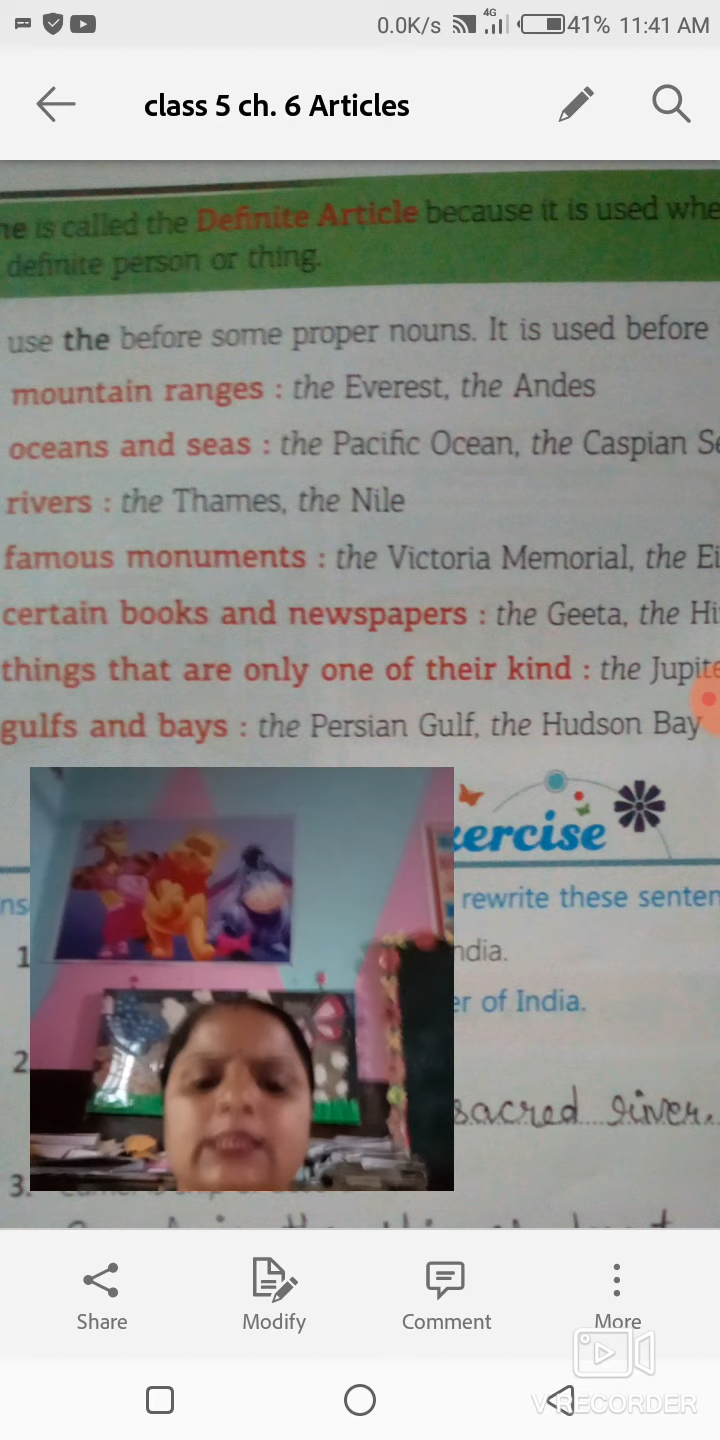 0.0K/s 4G 41% 11:41 AM
class 5 ch. 6 Articles
is called the Definite Article because it is used whe
definite person or thing.
use the before some proper nouns. It is used before
mountain ranges : the Everest, the Andes
oceans and seas : the Pacific Ocean, the Caspian Se
rivers : the Thames, the Nile
famous monuments : the Victoria Memorial, the Ei
certain books and newspapers : the Geeta, the Hi
things that are only one of their kind : the Jupite
gulfs and bays : the Persian Gulf, the Hudson Bay
xercise
ns rewrite these senten
1 ndia.
er of India.
2
sacred river.
3.
Share Modify Comment More
V RECORDER